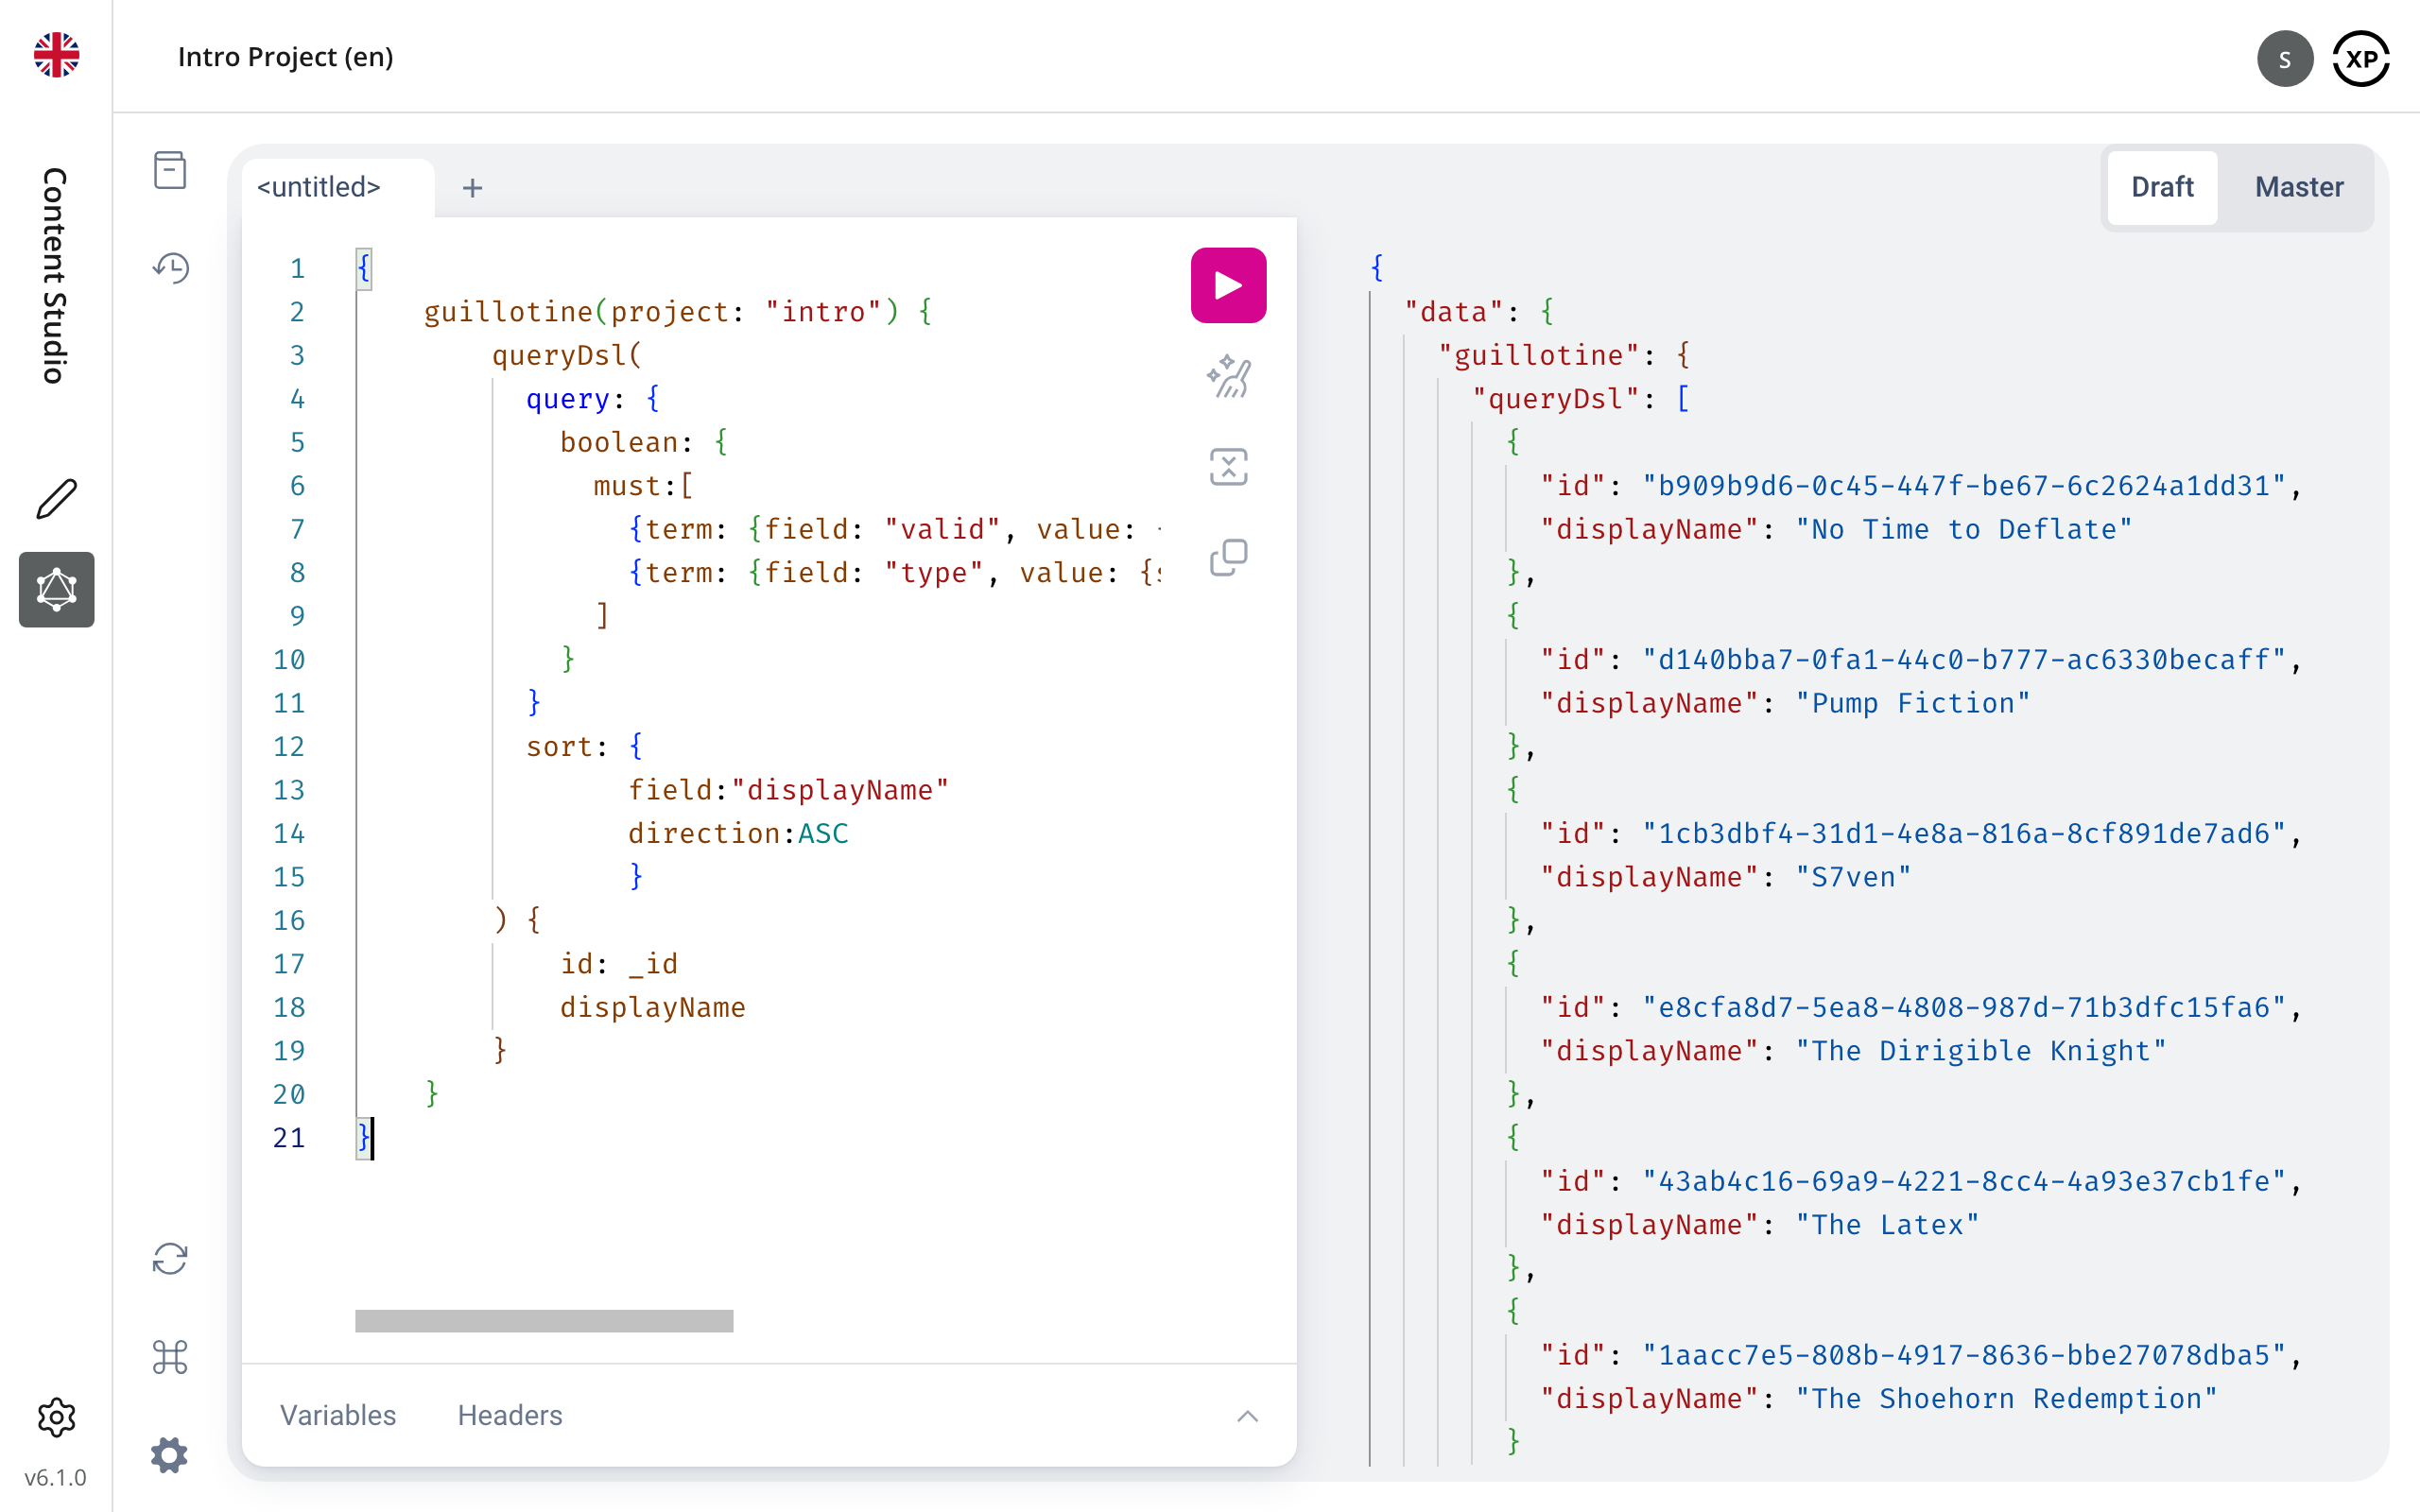 Intro Project (en)
S
XP
Content Studio
v6.1.0
<untitled>
+
Draft
Master
1 {
2 guillotine(project: "intro") {
3 queryDsl(
4 query: {
5 boolean: {
6 must:[
7 {term: {field: "valid", value:
8 {term: {field: "type", value: {
9 ]
10 }
11 }
12 sort: {
13 field:"displayName"
14 direction:ASC
15 }
16 ) {
17 id: _id
18 displayName
19 }
20 }
21 }
Variables
Headers
{
"data": {
"guillotine": {
"queryDsl": [
{
"id": "b909b9d6-0c45-447f-be67-6c2624a1dd31",
"displayName": "No Time to Deflate"
},
{
"id": "d140bba7-0fa1-44c0-b777-ac6330becaff",
"displayName": "Pump Fiction"
},
{
"id": "1cb3dbf4-31d1-4e8a-816a-8cf891de7ad6",
"displayName": "S7ven"
},
{
"id": "e8cfa8d7-5ea8-4808-987d-71b3dfc15fa6",
"displayName": "The Dirigible Knight"
},
{
"id": "43ab4c16-69a9-4221-8cc4-4a93e37cb1fe",
"displayName": "The Latex"
},
{
"id": "1aacc7e5-808b-4917-8636-bbe27078dba5",
"displayName": "The Shoehorn Redemption"
}